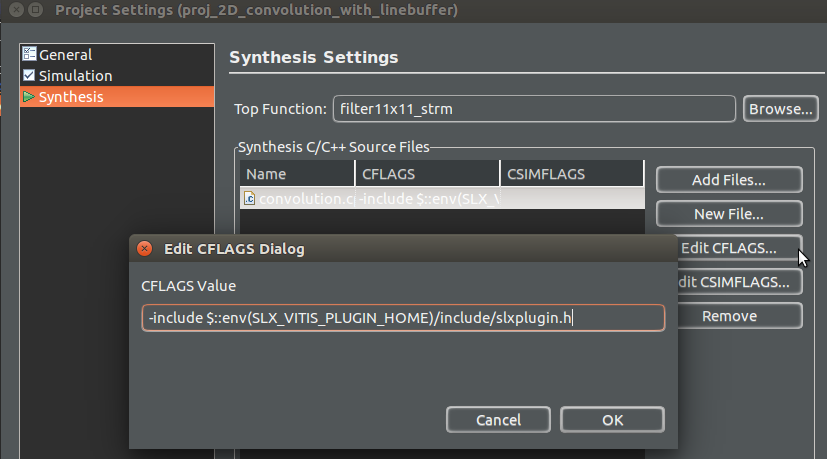 Project Settings (proj_2D_convolution_with_linebuffer)
General
Simulation
Synthesis
Synthesis Settings
Top Function: filter11x11_strm Browse...
Synthesis C/C++ Source Files
Name CFLAGS CSIMFLAGS
convolution.c -include $::env(SLX_V
Add Files...
New File...
Edit CFLAGS...
dit CSIMFLAGS...
Remove
Edit CFLAGS Dialog
CFLAGS Value
-include $::env(SLX_VITIS_PLUGIN_HOME)/include/slxplugin.h
Cancel OK